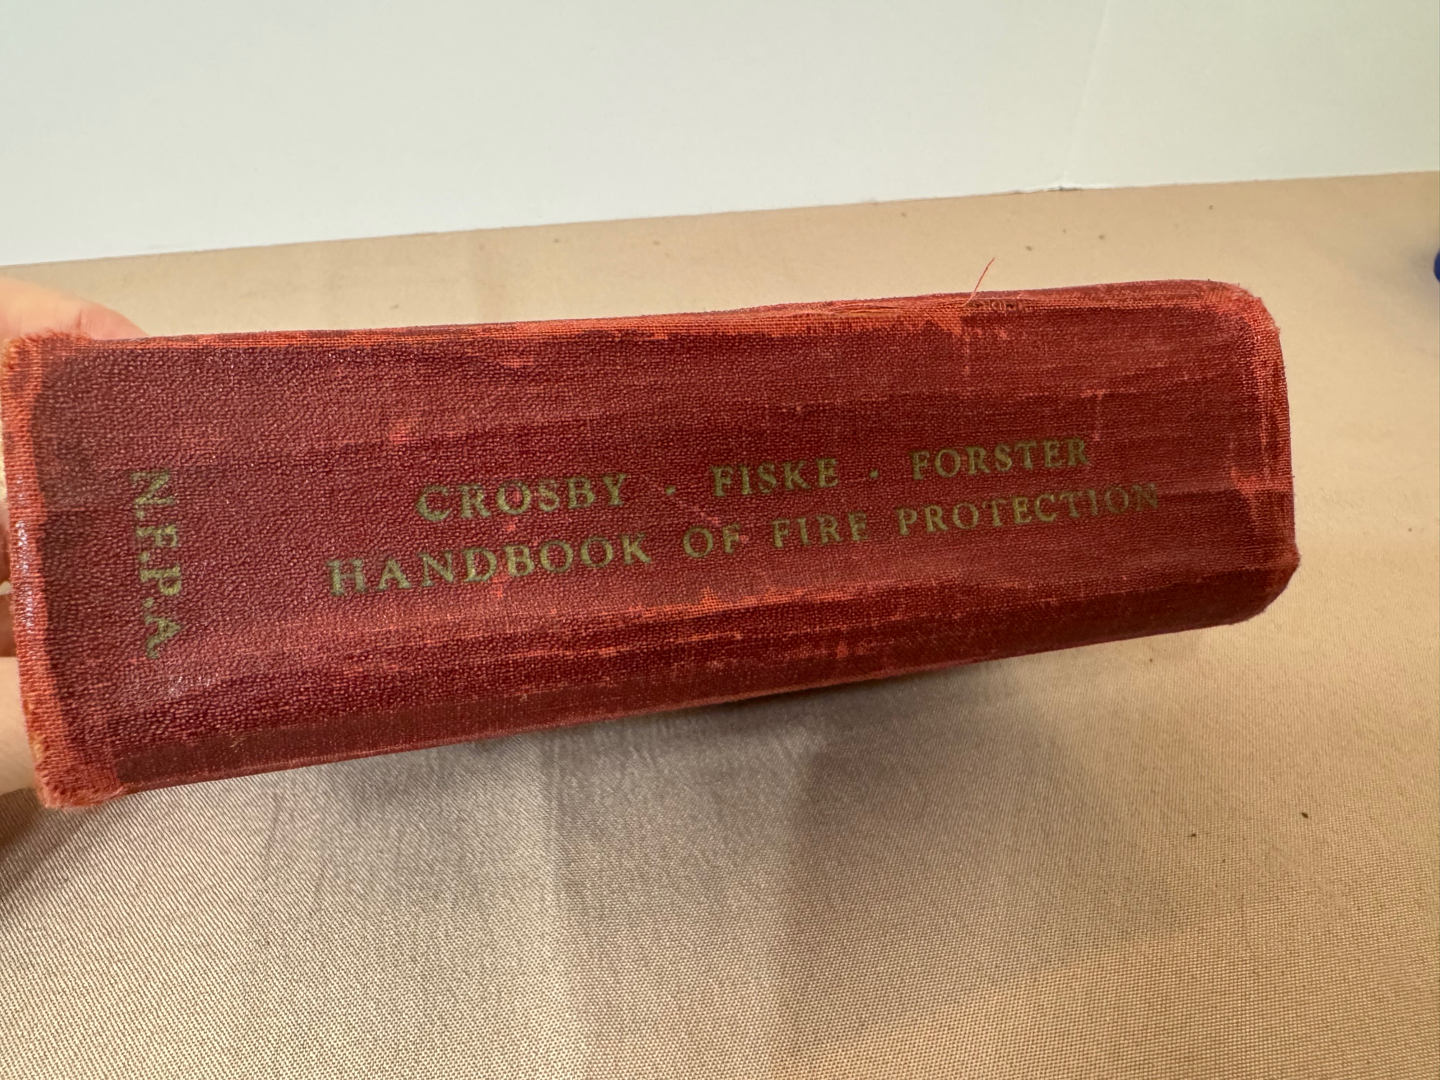 CROSBY · FISKE · FORSTER
HANDBOOK OF FIRE PROTECTION
N.F.P.A.